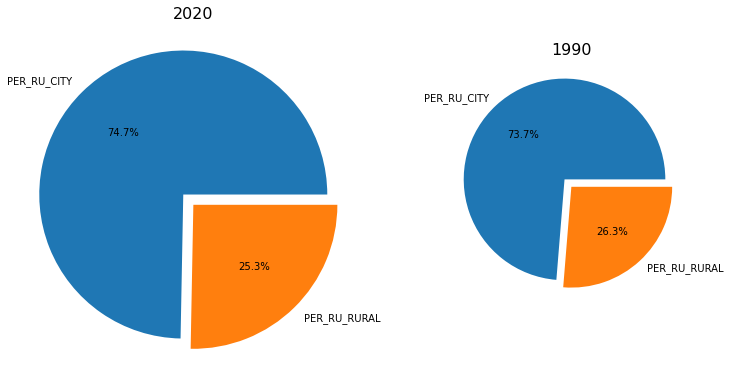 2020
PER_RU_CITY
74.7%
25.3%
PER_RU_RURAL
1990
PER_RU_CITY
73.7%
26.3%
PER_RU_RURAL